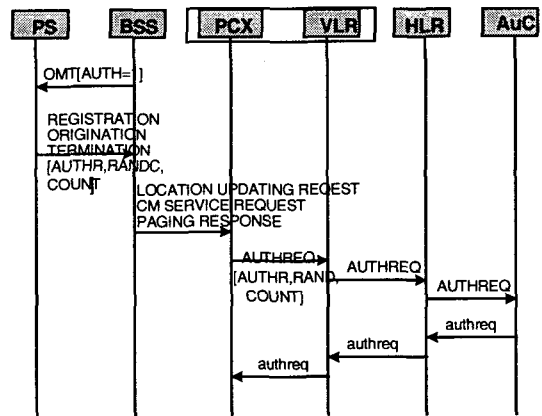 PS BSS PCX VLR HLR AuC
OMT[AUTH=1]
REGISTRATION
ORIGINATION
TERMINATION
[AUTHR,RANDC,
COUNT]
LOCATION UPDATING REQEST
CM SERVICE REQUEST
PAGING RESPONSE
AUTHREQ
[AUTHR,RAND,
COUNT]
AUTHREQ
AUTHREQ
authreq
authreq
authreq